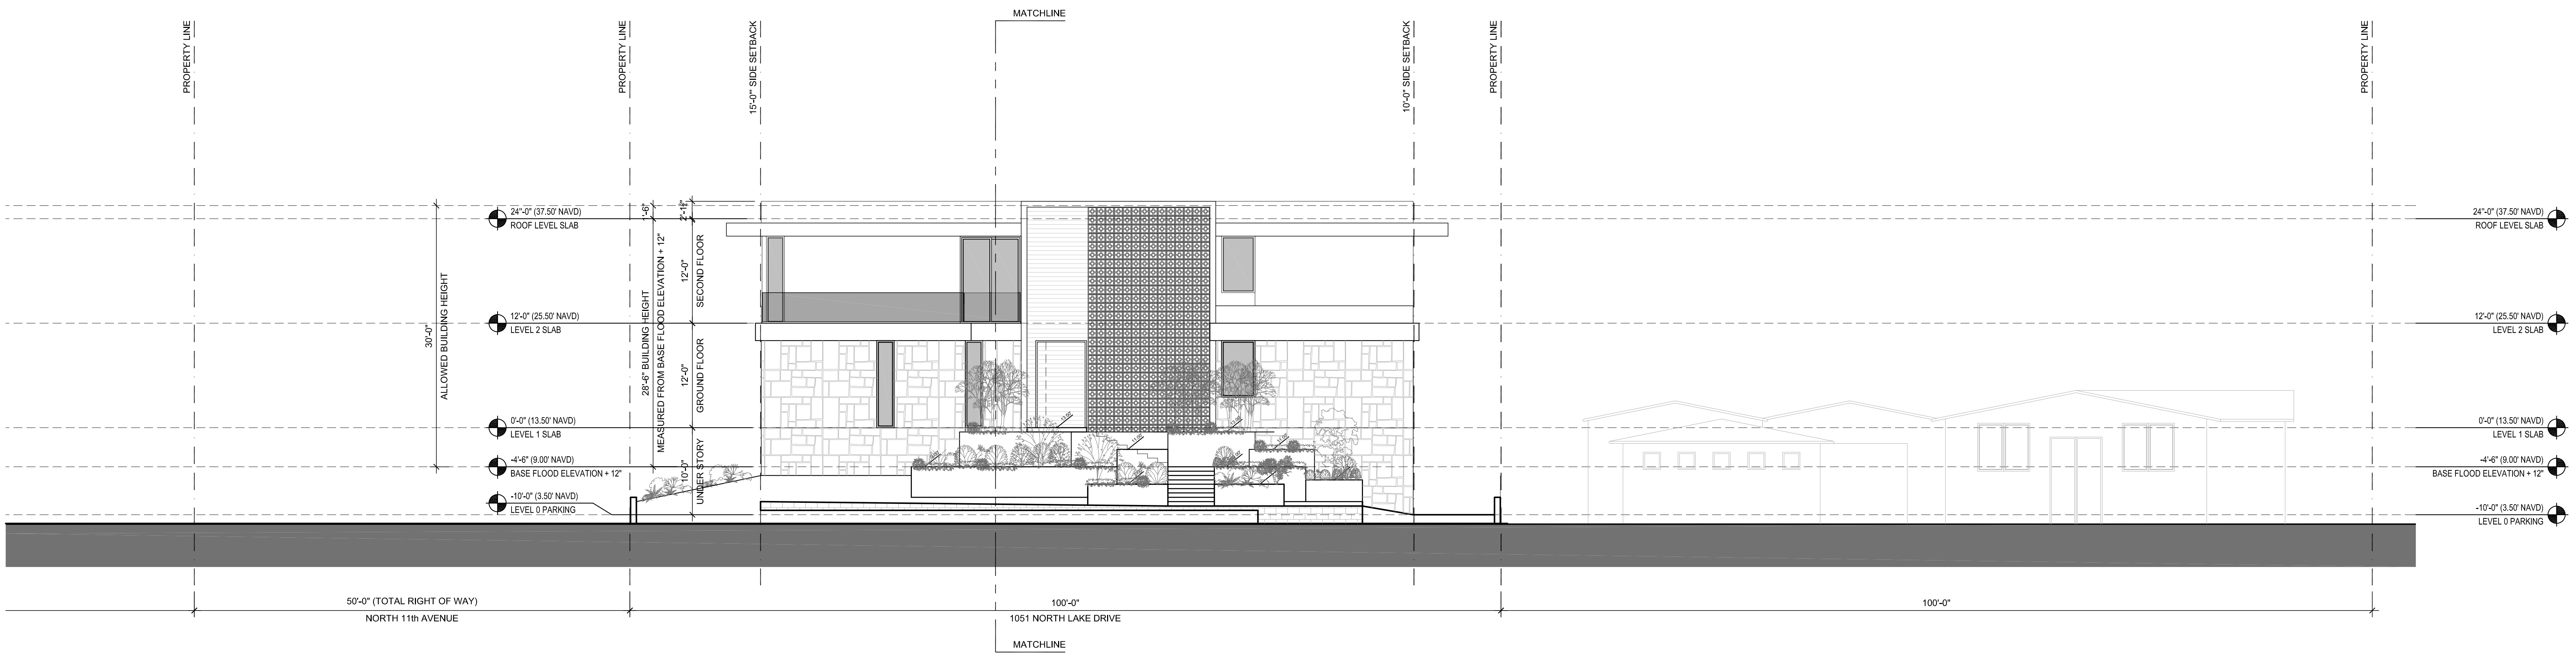 MATCHLINE
PROPERTY LINE
PROPERTY LINE
15'-0" SIDE SETBACK
10'-0" SIDE SETBACK
PROPERTY LINE
PROPERTY LINE
24"-0" (37.50' NAVD)
ROOF LEVEL SLAB
12'-0" (25.50' NAVD)
LEVEL 2 SLAB
0'-0" (13.50' NAVD)
LEVEL 1 SLAB
-4'-6" (9.00' NAVD)
BASE FLOOD ELEVATION + 12"
-10'-0" (3.50' NAVD)
LEVEL 0 PARKING
30'-0"
ALLOWED BUILDING HEIGHT
1'-6"
28'-6" BUILDING HEIGHT
MEASURED FROM BASE FLOOD ELEVATION + 12"
12'-0"
SECOND FLOOR
12'-0"
GROUND FLOOR
10'-0"
UNDER STORY
13.00'
11.00'
24"-0" (37.50' NAVD)
ROOF LEVEL SLAB
12'-0" (25.50' NAVD)
LEVEL 2 SLAB
0'-0" (13.50' NAVD)
LEVEL 1 SLAB
-4'-6" (9.00' NAVD)
BASE FLOOD ELEVATION + 12"
-10'-0" (3.50' NAVD)
LEVEL 0 PARKING
50'-0" (TOTAL RIGHT OF WAY)
NORTH 11th AVENUE
100'-0"
1051 NORTH LAKE DRIVE
100'-0"
MATCHLINE